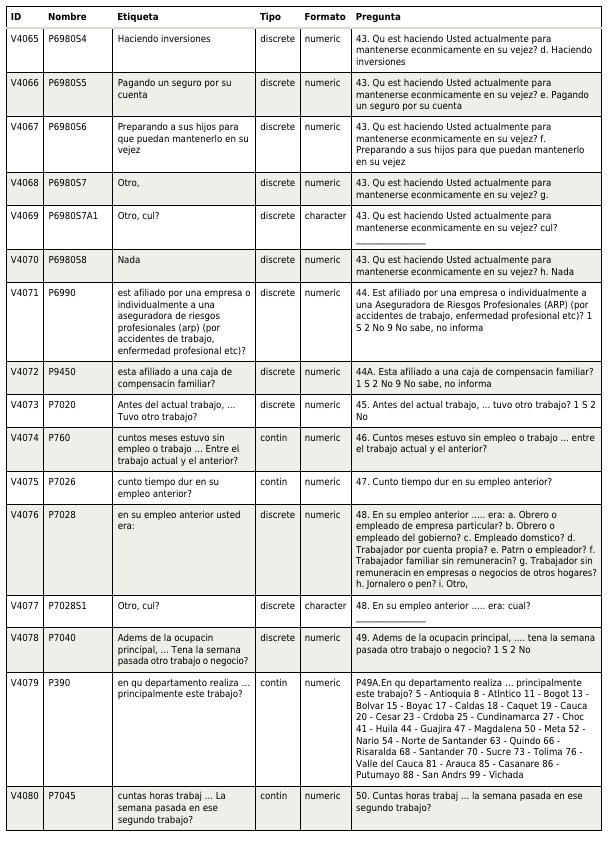 ID Nombre Etiqueta Tipo Formato Pregunta
V4065 P6980S4 Haciendo inversiones discrete numeric 43. Qu est haciendo Usted actualmente para
mantenerse econmicamente en su vejez? d. Haciendo
inversiones
V4066 P6980S5 Pagando un seguro por su discrete numeric 43. Qu est haciendo Usted actualmente para
cuenta mantenerse econmicamente en su vejez? e. Pagando
un seguro por su cuenta
V4067 P6980S6 Preparando a sus hijos para discrete numeric 43. Qu est haciendo Usted actualmente para
que puedan mantenerlo en su mantenerse econmicamente en su vejez? f.
vejez Preparando a sus hijos para que puedan mantenerlo
en su vejez
V4068 P6980S7 Otro, discrete numeric 43. Qu est haciendo Usted actualmente para
mantenerse econmicamente en su vejez? g.
V4069 P6980S7A1 Otro, cul? discrete character 43. Qu est haciendo Usted actualmente para
mantenerse econmicamente en su vejez? cul?
_______________
V4070 P6980S8 Nada discrete numeric 43. Qu est haciendo Usted actualmente para
mantenerse econmicamente en su vejez? h. Nada
V4071 P6990 est afiliado por una empresa o discrete numeric 44. Est afiliado por una empresa o individualmente a
individualmente a una una Aseguradora de Riesgos Profesionales (ARP) (por
aseguradora de riesgos accidentes de trabajo, enfermedad profesional etc)? 1
profesionales (arp) (por S 2 No 9 No sabe, no informa
accidentes de trabajo,
enfermedad profesional etc)?
V4072 P9450 esta afiliado a una caja de discrete numeric 44A. Esta afiliado a una caja de compensacin familiar?
compensacin familiar? 1 S 2 No 9 No sabe, no informa
V4073 P7020 Antes del actual trabajo, ... discrete numeric 45. Antes del actual trabajo, ... tuvo otro trabajo? 1 S 2
Tuvo otro trabajo? No
V4074 P760 cuntos meses estuvo sin contin numeric 46. Cuntos meses estuvo sin empleo o trabajo ... entre
empleo o trabajo ... Entre el el trabajo actual y el anterior?
trabajo actual y el anterior?
V4075 P7026 cunto tiempo dur en su contin numeric 47. Cunto tiempo dur en su empleo anterior?
empleo anterior?
V4076 P7028 en su empleo anterior usted discrete numeric 48. En su empleo anterior ..... era: a. Obrero o
era: empleado de empresa particular? b. Obrero o
empleado del gobierno? c. Empleado domstico? d.
Trabajador por cuenta propia? e. Patrn o empleador? f.
Trabajador familiar sin remuneracin? g. Trabajador sin
remuneracin en empresas o negocios de otros hogares?
h. Jornalero o pen? i. Otro,
V4077 P7028S1 Otro, cul? discrete character 48. En su empleo anterior ..... era: cual?
_______________
V4078 P7040 Adems de la ocupacin discrete numeric 49. Adems de la ocupacin principal, .... tena la semana
principal, ... Tena la semana pasada otro trabajo o negocio? 1 S 2 No
pasada otro trabajo o negocio?
V4079 P390 en qu departamento realiza ... contin numeric P49A.En qu departamento realiza ... principalmente
principalmente este trabajo? este trabajo? 5 - Antioquia 8 - Atlntico 11 - Bogot 13 -
Bolvar 15 - Boyac 17 - Caldas 18 - Caquet 19 - Cauca
20 - Cesar 23 - Crdoba 25 - Cundinamarca 27 - Choc
41 - Huila 44 - Guajira 47 - Magdalena 50 - Meta 52 -
Nario 54 - Norte de Santander 63 - Quindo 66 -
Risaralda 68 - Santander 70 - Sucre 73 - Tolima 76 -
Valle del Cauca 81 - Arauca 85 - Casanare 86 -
Putumayo 88 - San Andrs 99 - Vichada
V4080 P7045 cuntas horas trabaj ... La contin numeric 50. Cuntas horas trabaj ... la semana pasada en ese
semana pasada en ese segundo trabajo?
segundo trabajo?